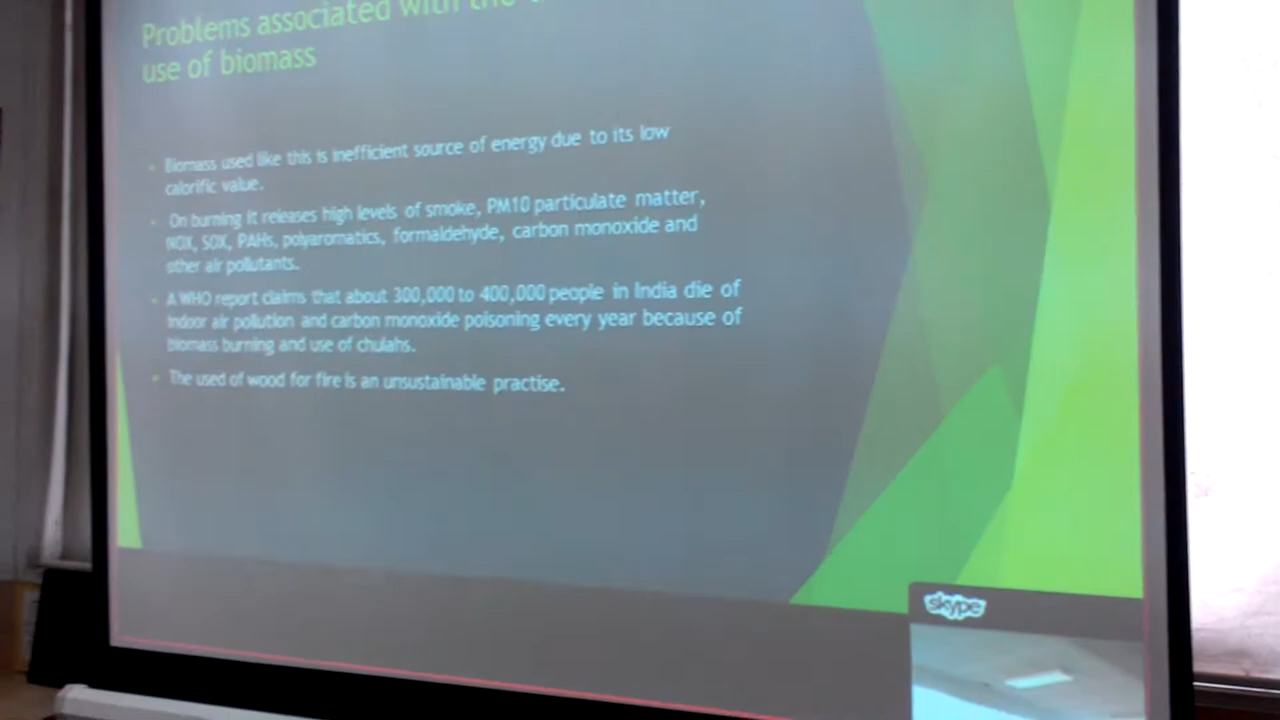 Problems associated with the
use of biomass
Biomass used like this is inefficient source of energy due to its low
calorific value.
On burning it releases high levels of smoke, PM10 particulate matter,
NOX, SOX, PAHs, polyaromatics, formaldehyde, carbon monoxide and
other air pollutants.
A WHO report claims that about 300,000 to 400,000 people in India die of
indoor air pollution and carbon monoxide poisoning every year because of
biomass burning and use of chulahs.
The used of wood for fire is an unsustainable practise.
skype